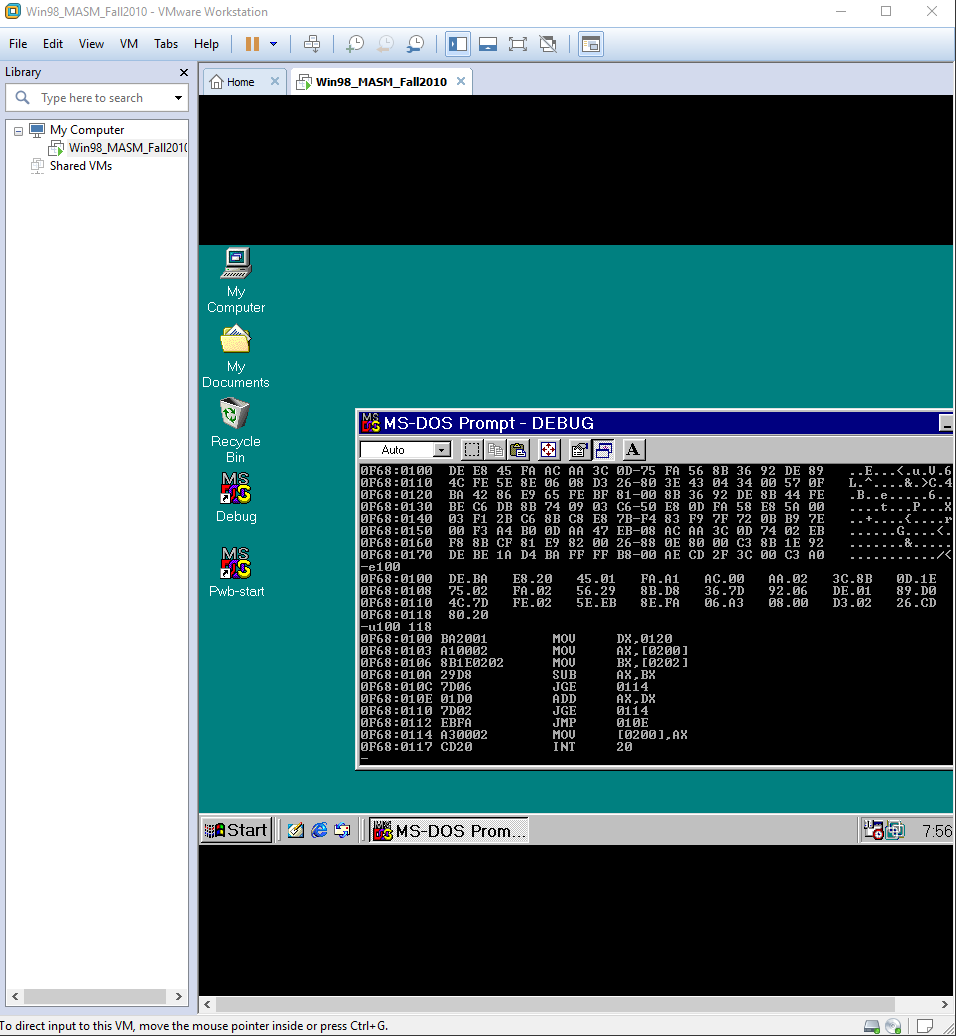 Win98_MASM_Fall2010 - VMware Workstation
File Edit View VM Tabs Help
Library
Home
Win98_MASM_Fall2010
Type here to search
My Computer
Win98_MASM_Fall2010
Shared VMs
My Computer
My Documents
Recycle Bin
Debug
Pwb-start
MS-DOS Prompt - DEBUG
Auto
A
0F68:0100 DE E8 45 FA AC AA 3C 0D-75 FA 56 8B 36 92 DE 89 ..E...<.u.V.6
0F68:0110 4C FE 5E 8E 06 08 D3 26-80 3E 43 04 34 00 57 0F L.^....&.>C.4
0F68:0120 BA 42 86 E9 65 FE BF 81-00 8B 36 92 DE 8B 44 FE .B..e.....6..
0F68:0130 BE C6 DB 8B 74 09 03 C6-50 E8 0D FA 58 E8 5A 00 ....t...P...X
0F68:0140 03 F1 2B C6 8B C8 E8 7B-F4 83 F9 7F 72 0B B9 7E ..+....{....r
0F68:0150 00 F3 A4 B0 0D AA 47 EB-08 AC AA 3C 0D 74 02 EB ......G....<.
0F68:0160 F8 8B CF 81 E9 82 00 26-88 0E 80 00 C3 8B 1E 92 .......&.....
0F68:0170 DE BE 1A D4 BA FF FF B8-00 AE CD 2F 3C 00 C3 A0 .........../<
-e100
0F68:0100 DE.BA E8.20 45.01 FA.A1 AC.00 AA.02 3C.8B 0D.1E
0F68:0108 75.02 FA.02 56.29 8B.D8 36.7D 92.06 DE.01 89.D0
0F68:0110 4C.7D FE.02 5E.EB 8E.FA 06.A3 08.00 D3.02 26.CD
0F68:0118 80.20
-u100 118
0F68:0100 BA2001 MOV DX,0120
0F68:0103 A10002 MOV AX,[0200]
0F68:0106 8B1E0202 MOV BX,[0202]
0F68:010A 29D8 SUB AX,BX
0F68:010C 7D06 JGE 0114
0F68:010E 01D0 ADD AX,DX
0F68:0110 7D02 JGE 0114
0F68:0112 EBFA JMP 010E
0F68:0114 A30002 MOV [0200],AX
0F68:0117 CD20 INT 20
-
Start
MS-DOS Prom...
7:56
To direct input to this VM, move the mouse pointer inside or press Ctrl+G.